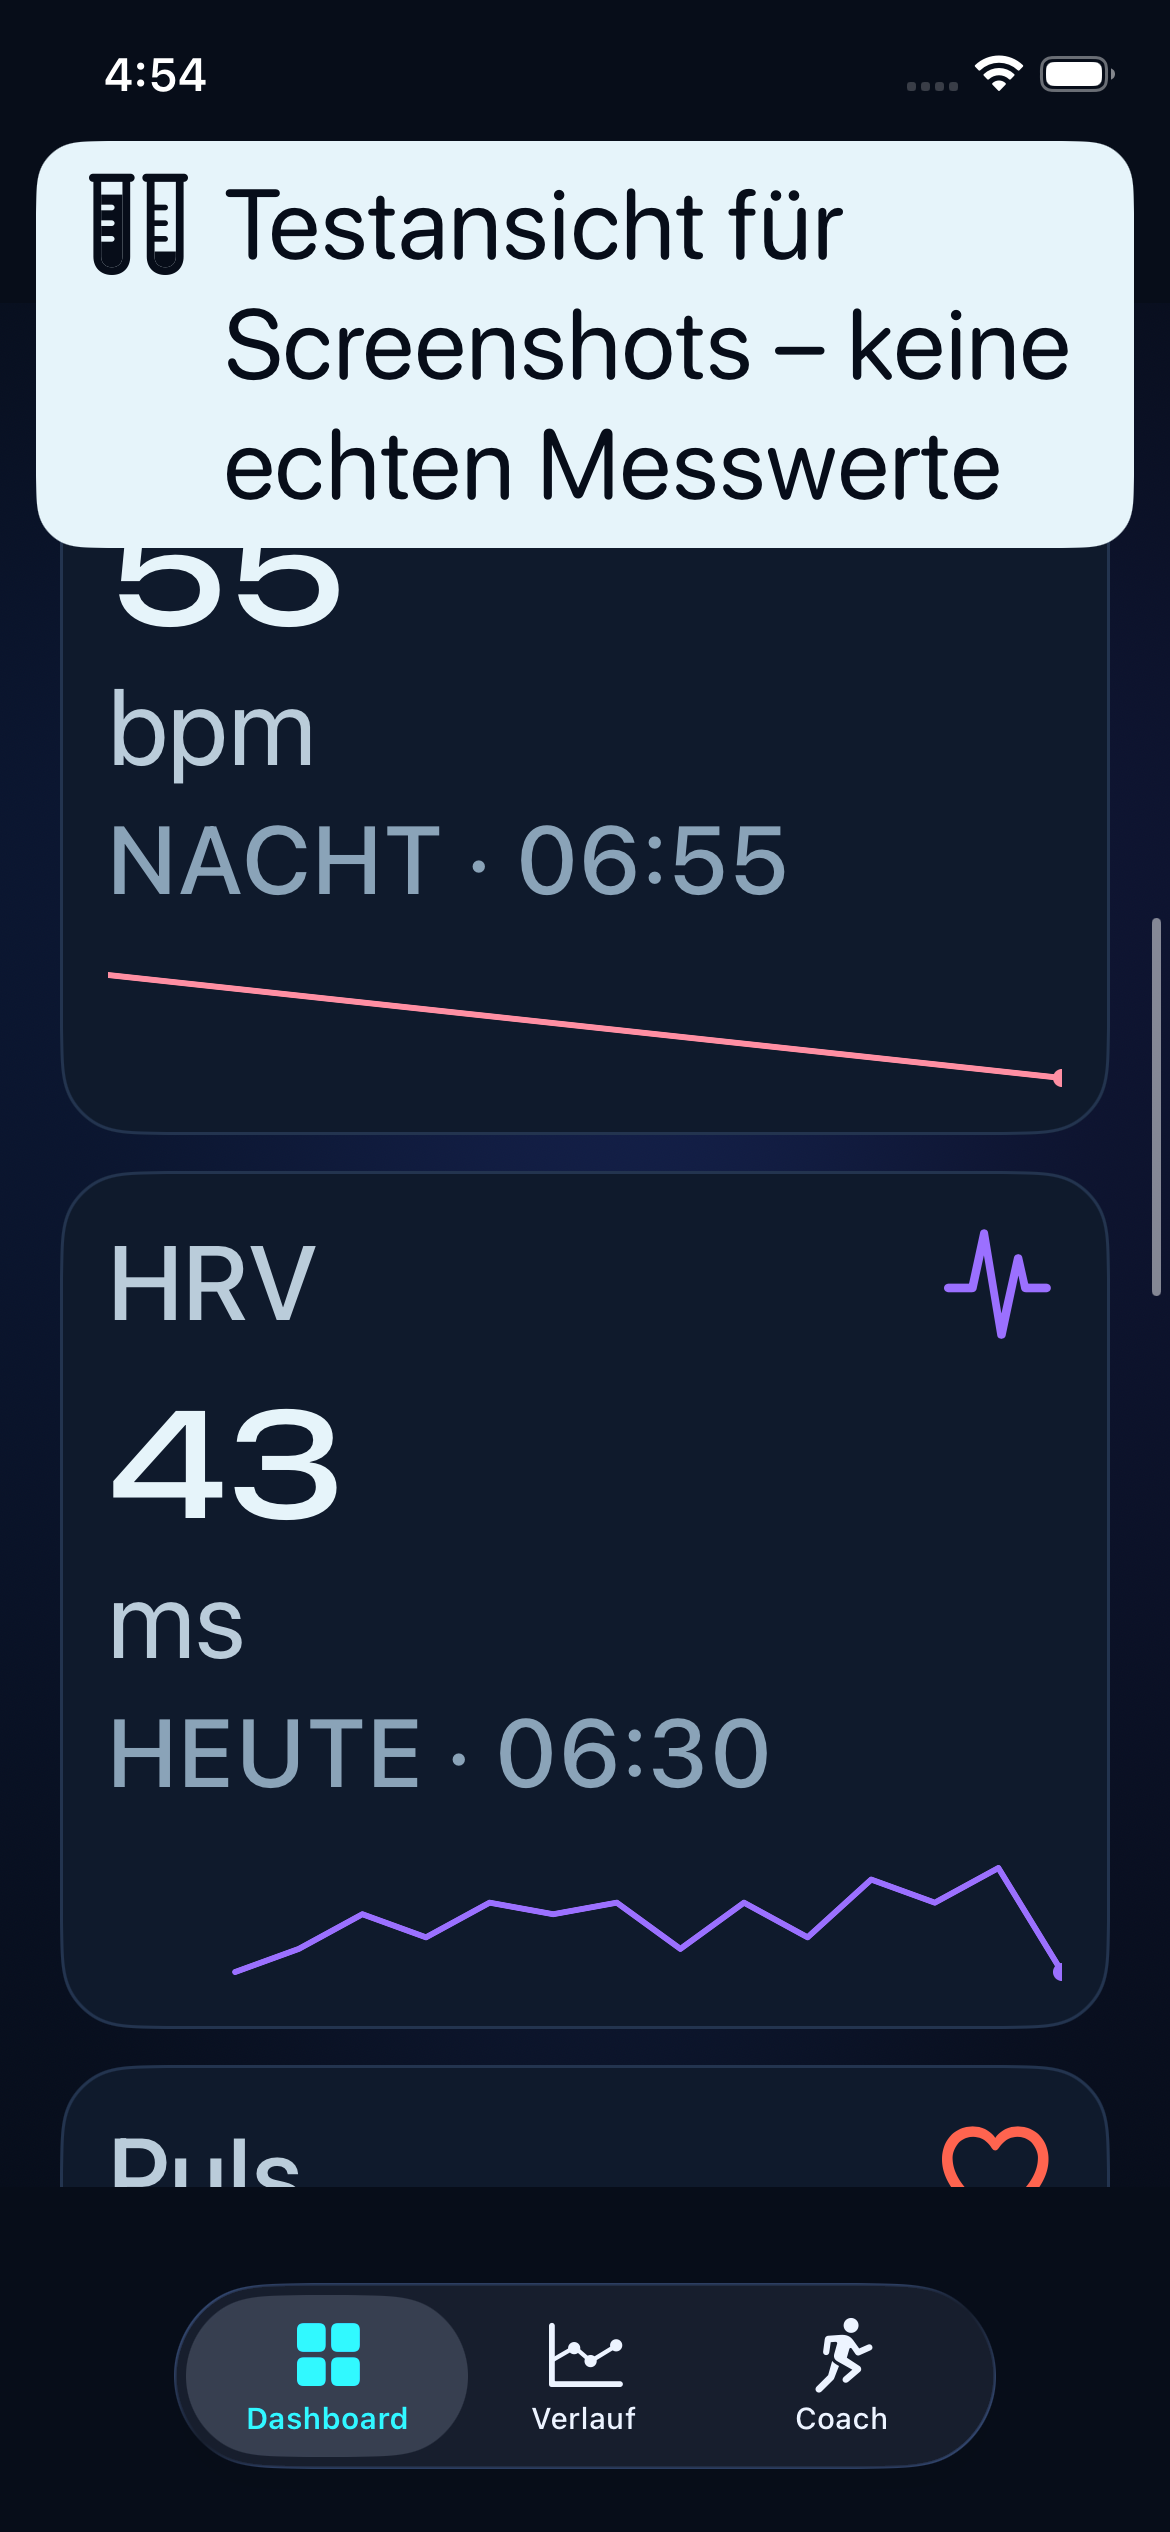 4:54
Testansicht für
Screenshots – keine
echten Messwerte
55
bpm
NACHT · 06:55
HRV
43
ms
HEUTE · 06:30
Puls
Dashboard
Verlauf
Coach